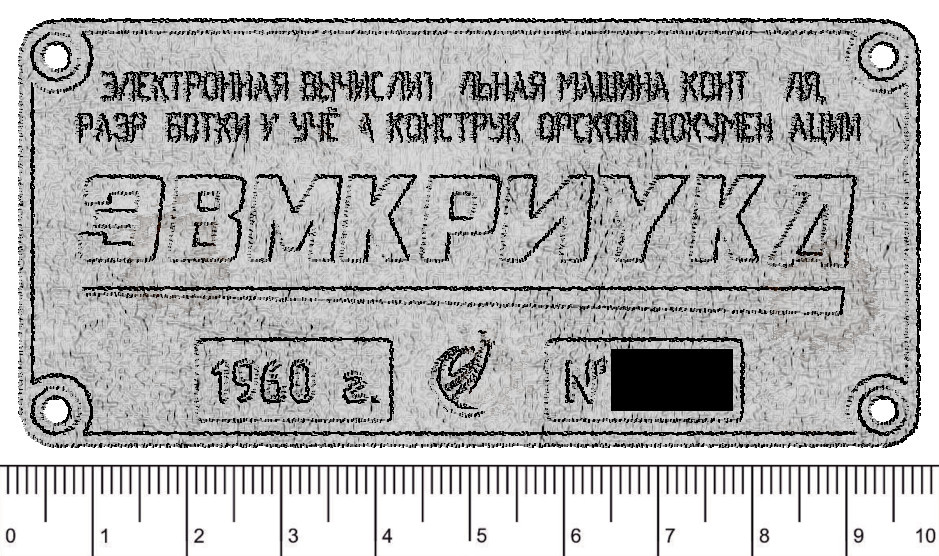 ЭЛЕКТРОННАЯ ВЫЧИСЛИТ ЛЬНАЯ МАШИНА КОНТ ЛЯ,
РАЗР БОТКИ И УЧЁ А КОНСТРУК ОРСКОЙ ДОКУМЕН АЦИИ
ЭВМКРИУКД
1960 г. №
0 1 2 3 4 5 6 7 8 9 10